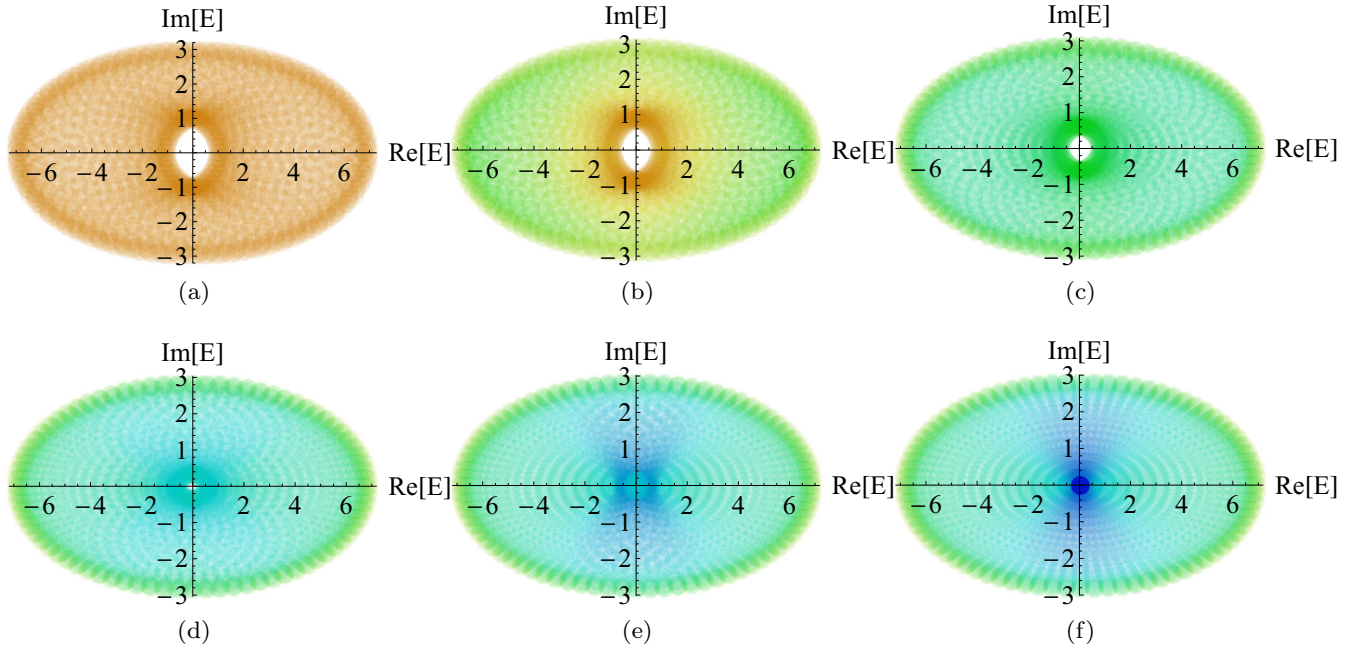 Im[E] Im[E] Im[E]
3 3 3
2 2 2
1 1 1
Re[E] Re[E] Re[E]
−6 −4 −2 2 4 6 −6 −4 −2 2 4 6 −6 −4 −2 2 4 6
−1 −1 −1
−2 −2 −2
−3 −3 −3
(a) (b) (c)
Im[E] Im[E] Im[E]
3 3 3
2 2 2
1 1 1
Re[E] Re[E] Re[E]
−6 −4 −2 2 4 6 −6 −4 −2 2 4 6 −6 −4 −2 2 4 6
−1 −1 −1
−2 −2 −2
−3 −3 −3
(d) (e) (f)